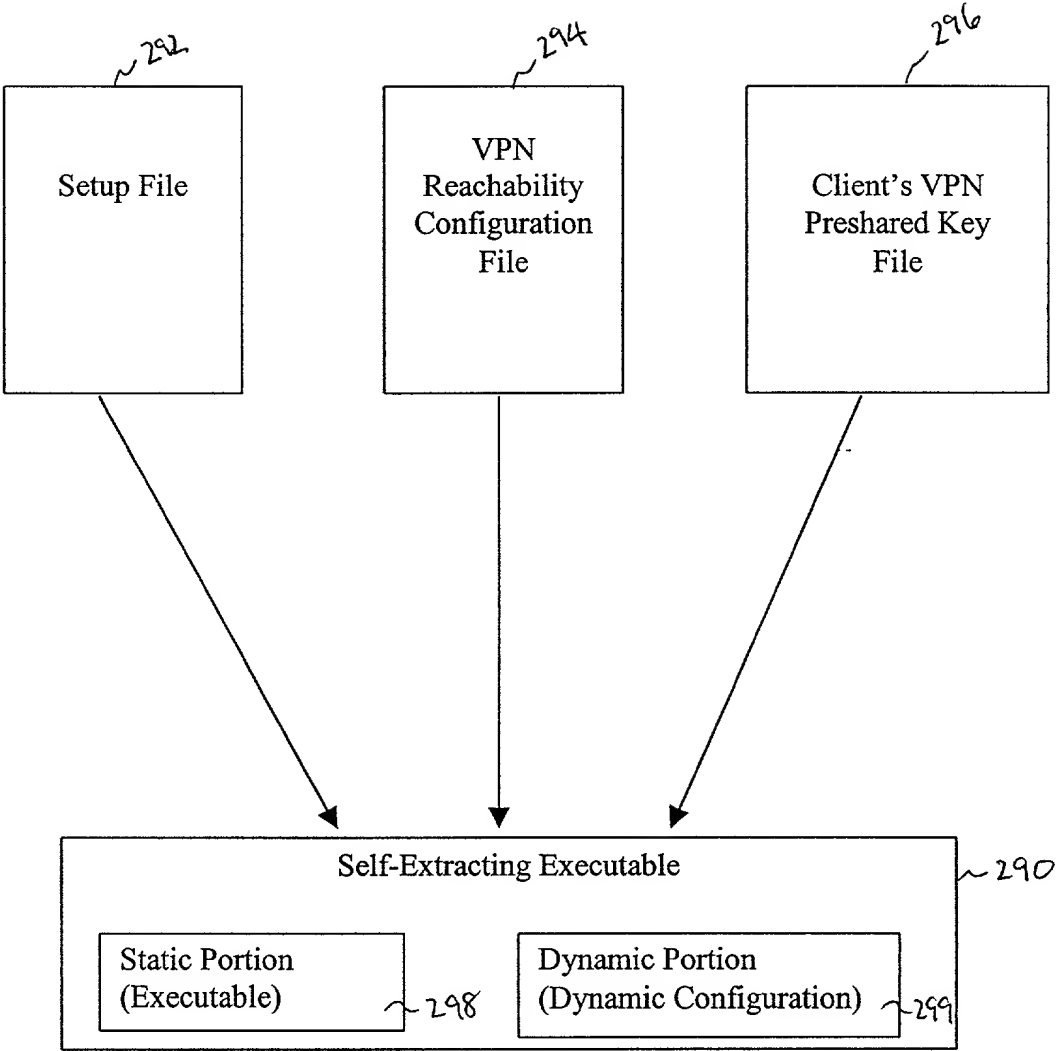 292
294
296
Setup File
VPN
Reachability
Configuration
File
Client's VPN
Preshared Key
File
Self-Extracting Executable
290
Static Portion
(Executable)
298
Dynamic Portion
(Dynamic Configuration)
299